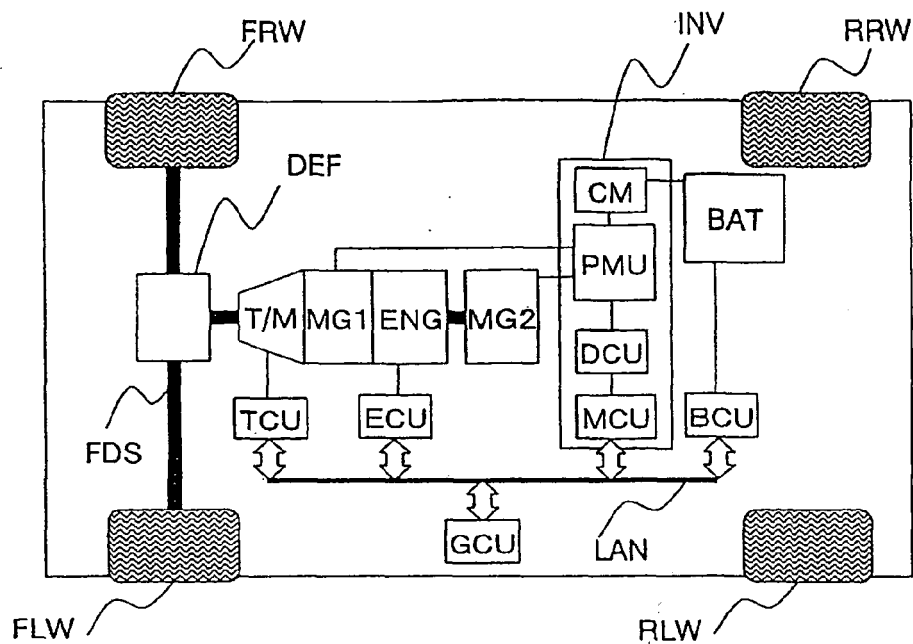 FRW
INV
RRW
DEF
CM
BAT
PMU
T/M
MG1
ENG
MG2
DCU
TCU
ECU
MCU
BCU
FDS
GCU
LAN
FLW
RLW